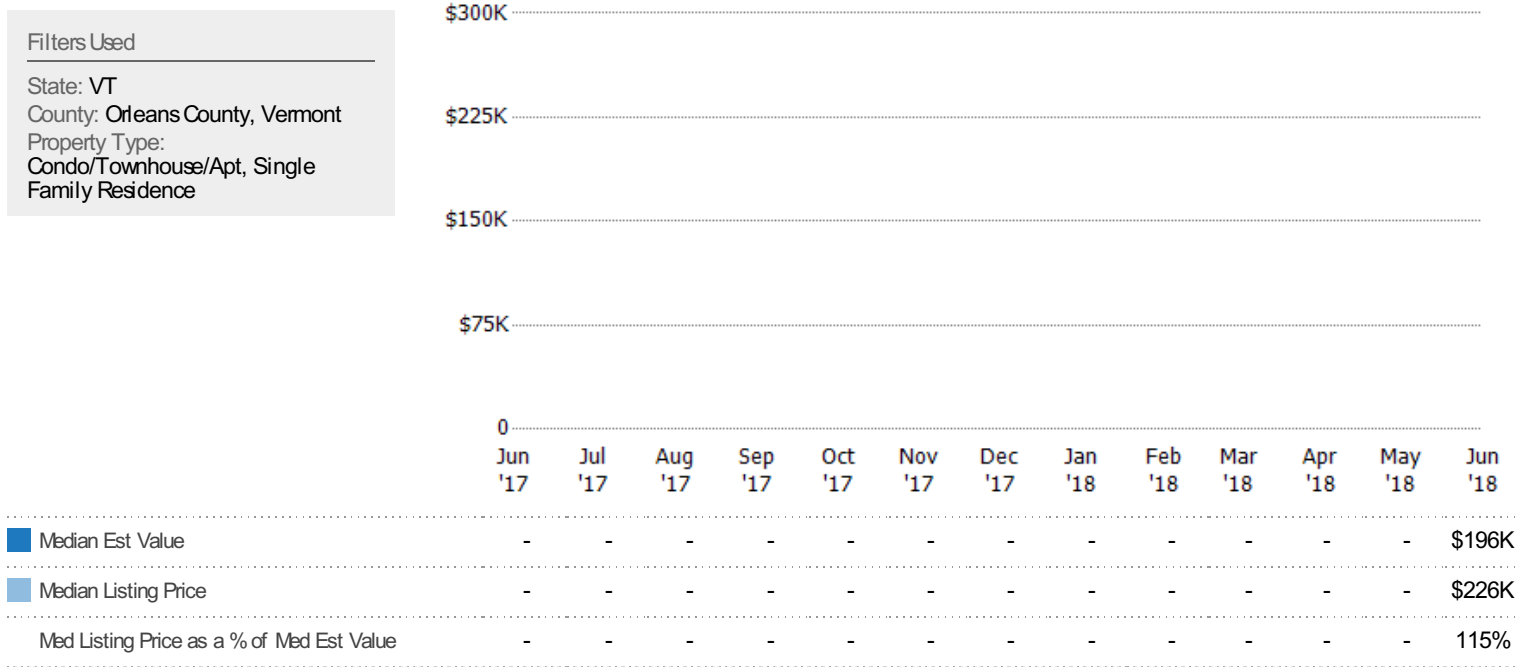 Filters Used
State: VT
County: Orleans County, Vermont
Property Type:
Condo/Townhouse/Apt, Single
Family Residence
$300K
$225K
$150K
$75K
0
Jun Jul Aug Sep Oct Nov Dec Jan Feb Mar Apr May Jun
'17 '17 '17 '17 '17 '17 '17 '18 '18 '18 '18 '18 '18
Median Est Value - - - - - - - - - - - - $196K
Median Listing Price - - - - - - - - - - - - $226K
Med Listing Price as a % of Med Est Value - - - - - - - - - - - - 115%